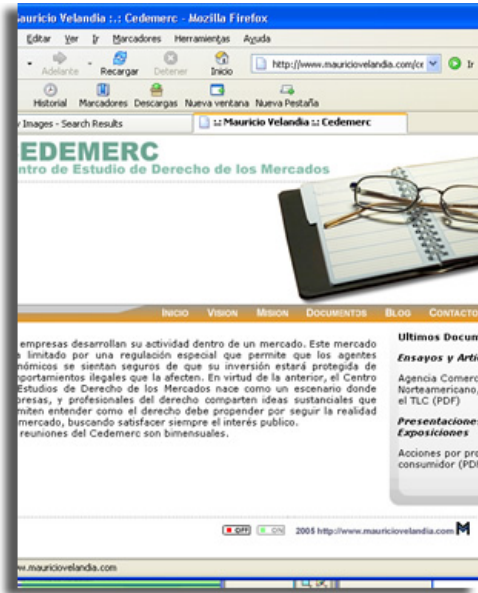 auricio Velandia :.: Cedemerc - Mozilla Firefox
Editar Ver Ir Marcadores Herramientas Ayuda
Adelante Recargar Detener Inicio http://www.mauriciovelandia.com/ce Ir
Historial Marcadores Descargas Nueva ventana Nueva Pestaña
Images - Search Results :.: Mauricio Velandia :.: Cedemerc
EDEMERC
ntro de Estudio de Derecho de los Mercados
INICIO VISION MISION DOCUMENTOS BLOG CONTACTO
empresas desarrollan su actividad dentro de un mercado. Este mercado
limitado por una regulación especial que permite que los agentes
nómicos se sientan seguros de que su inversión estará protegida de
mportamientos ilegales que la afecten. En virtud de la anterior, el Centro
Estudios de Derecho de los Mercados nace como un escenario donde
presas, y profesionales del derecho comparten ideas sustanciales que
miten entender como el derecho debe propender por seguir la realidad
mercado, buscando satisfacer siempre el interés publico.
reuniones del Cedemerc son bimensuales.
Ultimos Docum
Ensayos y Arti
Agencia Comerc
Norteamericano,
el TLC (PDF)
Presentaciones
Exposiciones
Acciones por pro
consumidor (PDF
OFF ON 2005 http://www.mauriciovelandia.com M
w.mauriciovelandia.com